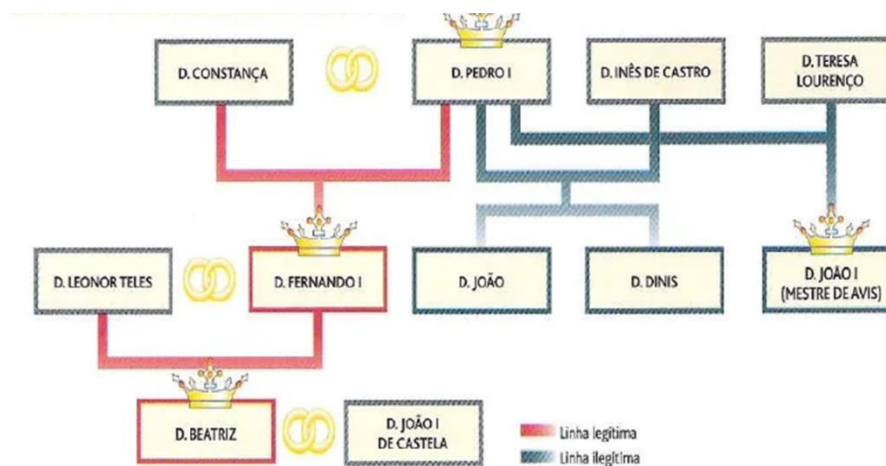 D. CONSTANÇA
D. PEDRO I
D. INÊS DE CASTRO
D. TERESA
LOURENÇO
D. LEONOR TELES
D. FERNANDO I
D. JOÃO
D. DINIS
D. JOÃO I
(MESTRE DE AVIS)
D. BEATRIZ
D. JOÃO I
DE CASTELA
Linha legítima
Linha ilegítima